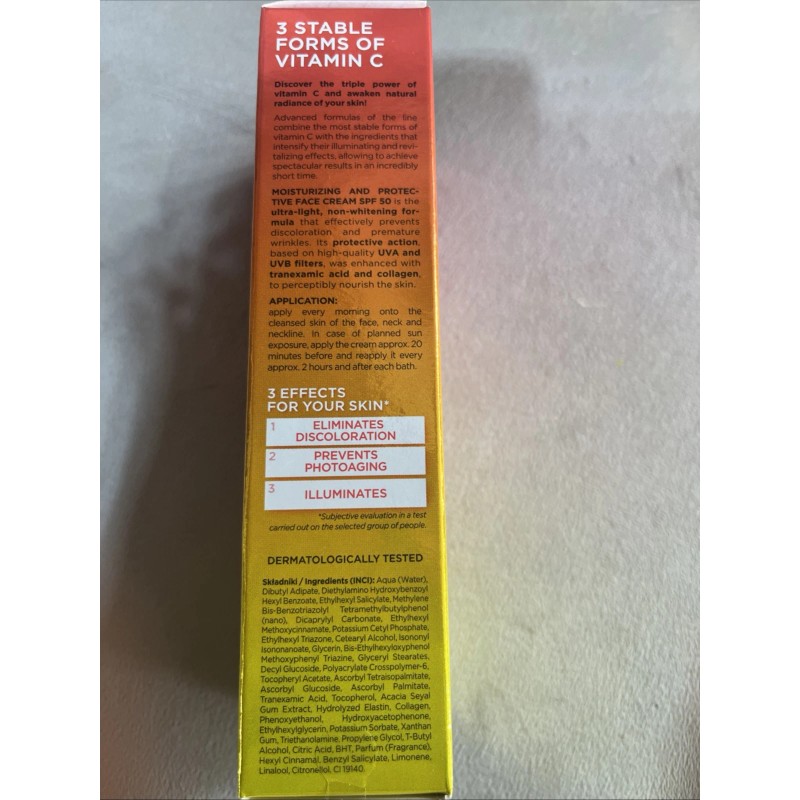 3 STABLE
FORMS OF
VITAMIN C
Discover the triple power of
vitamin C and awaken natural
radiance of your skin!
Advanced formulas of the line
combine the most stable forms of
vitamin C with the ingredients that
intensify their illuminating and revi-
talizing effects, allowing to achieve
spectacular results in an incredibly
short time.
MOISTURIZING AND PROTEC-
TIVE FACE CREAM SPF 50 is the
ultra-light, non-whitening for-
mula that effectively prevents
discoloration and premature
wrinkles. Its protective action,
based on high-quality UVA and
UVB filters, was enhanced with
tranexamic acid and collagen,
to perceptibly nourish the skin.
APPLICATION:
apply every morning onto the
cleansed skin of the face, neck and
neckline. In case of planned sun
exposure, apply the cream approx. 20
minutes before and reapply it every
approx. 2 hours and after each bath.
3 EFFECTS
FOR YOUR SKIN*
1 ELIMINATES
DISCOLORATION
2 PREVENTS
PHOTOAGING
3 ILLUMINATES
*Subjective evaluation in a test
carried out on the selected group of people.
DERMATOLOGICALLY TESTED
Składniki / Ingredients (INCI): Aqua (Water),
Dibutyl Adipate, Diethylamino Hydroxybenzoyl
Hexyl Benzoate, Ethylhexyl Salicylate, Methylene
Bis-Benzotriazolyl Tetramethylbutylphenol
(nano), Dicaprylyl Carbonate, Ethylhexyl
Methoxycinnamate, Potassium Cetyl Phosphate,
Ethylhexyl Triazone, Cetearyl Alcohol, Isononyl
Isononanoate, Glycerin, Bis-Ethylhexyloxyphenol
Methoxyphenyl Triazine, Glyceryl Stearates,
Decyl Glucoside, Polyacrylate Crosspolymer-6,
Tocopheryl Acetate, Ascorbyl Tetraisopalmitate,
Ascorbyl Glucoside, Ascorbyl Palmitate,
Tranexamic Acid, Tocopherol, Acacia Seyal
Gum Extract, Hydrolyzed Elastin, Collagen,
Phenoxyethanol, Hydroxyacetophenone,
Ethylhexylglycerin, Potassium Sorbate, Xanthan
Gum, Triethanolamine, Propylene Glycol, T-Butyl
Alcohol, Citric Acid, BHT, Parfum (Fragrance),
Hexyl Cinnamal, Benzyl Salicylate, Limonene,
Linalool, Citronellol, CI 19140.